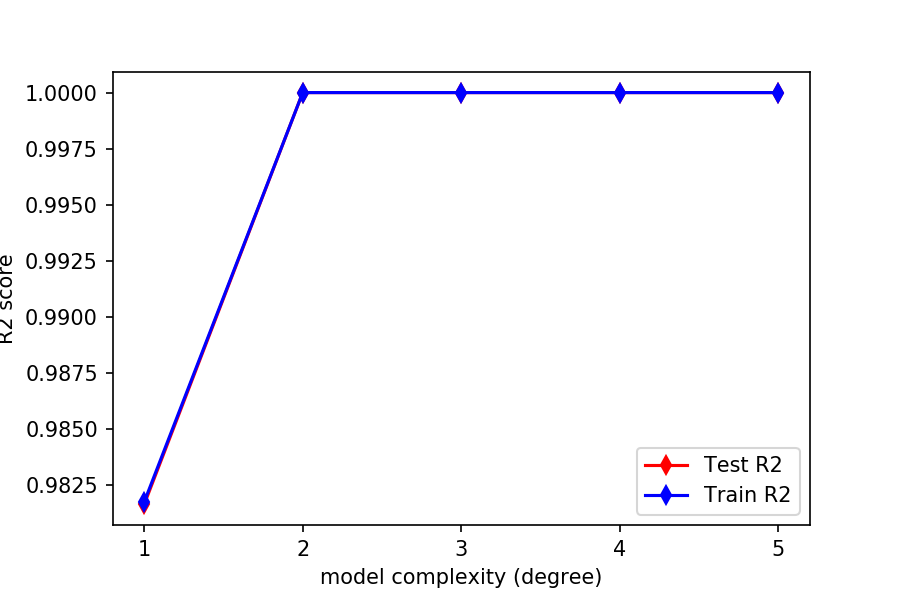 1.0000
0.9975
0.9950
0.9925
0.9900
0.9875
0.9850
0.9825
R2 score
Test R2
Train R2
1 2 3 4 5
model complexity (degree)